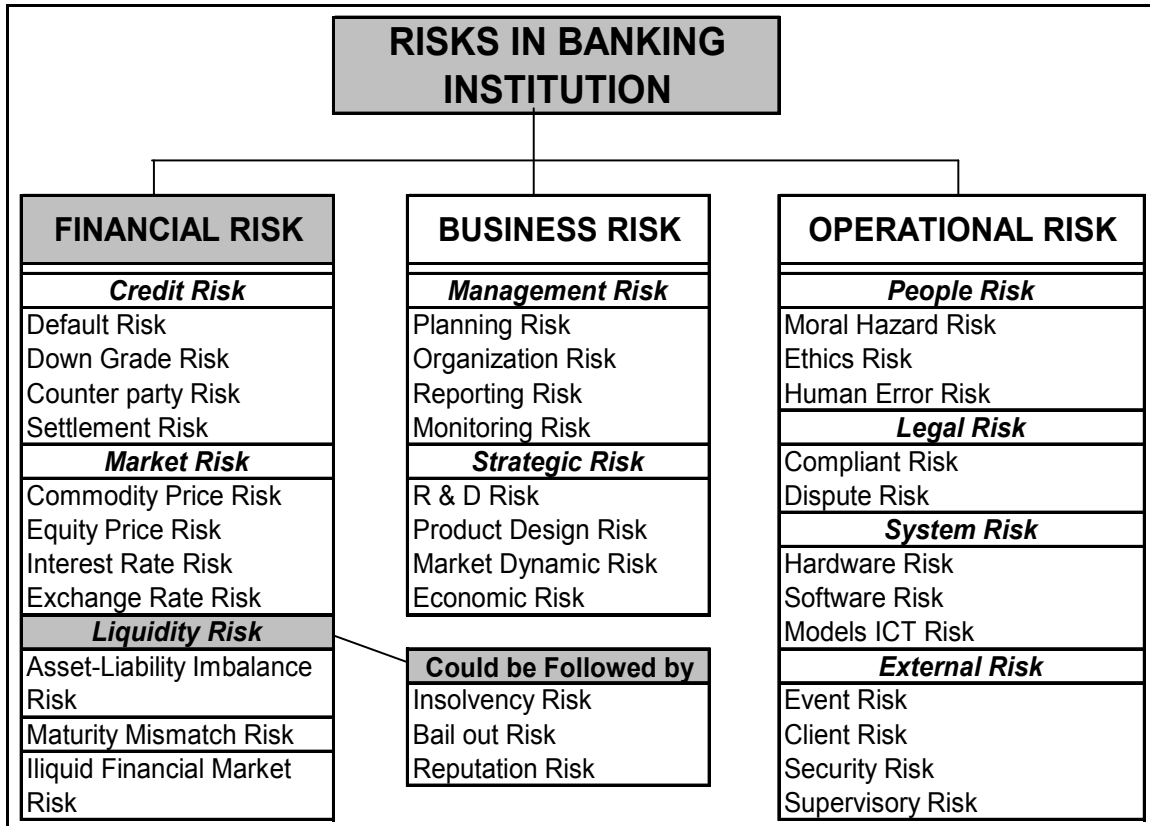 RISKS IN BANKING
INSTITUTION
FINANCIAL RISK
Credit Risk
Default Risk
Down Grade Risk
Counter party Risk
Settlement Risk
Market Risk
Commodity Price Risk
Equity Price Risk
Interest Rate Risk
Exchange Rate Risk
Liquidity Risk
Asset-Liability Imbalance
Risk
Maturity Mismatch Risk
Iliquid Financial Market
Risk
BUSINESS RISK
Management Risk
Planning Risk
Organization Risk
Reporting Risk
Monitoring Risk
Strategic Risk
R & D Risk
Product Design Risk
Market Dynamic Risk
Economic Risk
Could be Followed by
Insolvency Risk
Bail out Risk
Reputation Risk
OPERATIONAL RISK
People Risk
Moral Hazard Risk
Ethics Risk
Human Error Risk
Legal Risk
Compliant Risk
Dispute Risk
System Risk
Hardware Risk
Software Risk
Models ICT Risk
External Risk
Event Risk
Client Risk
Security Risk
Supervisory Risk